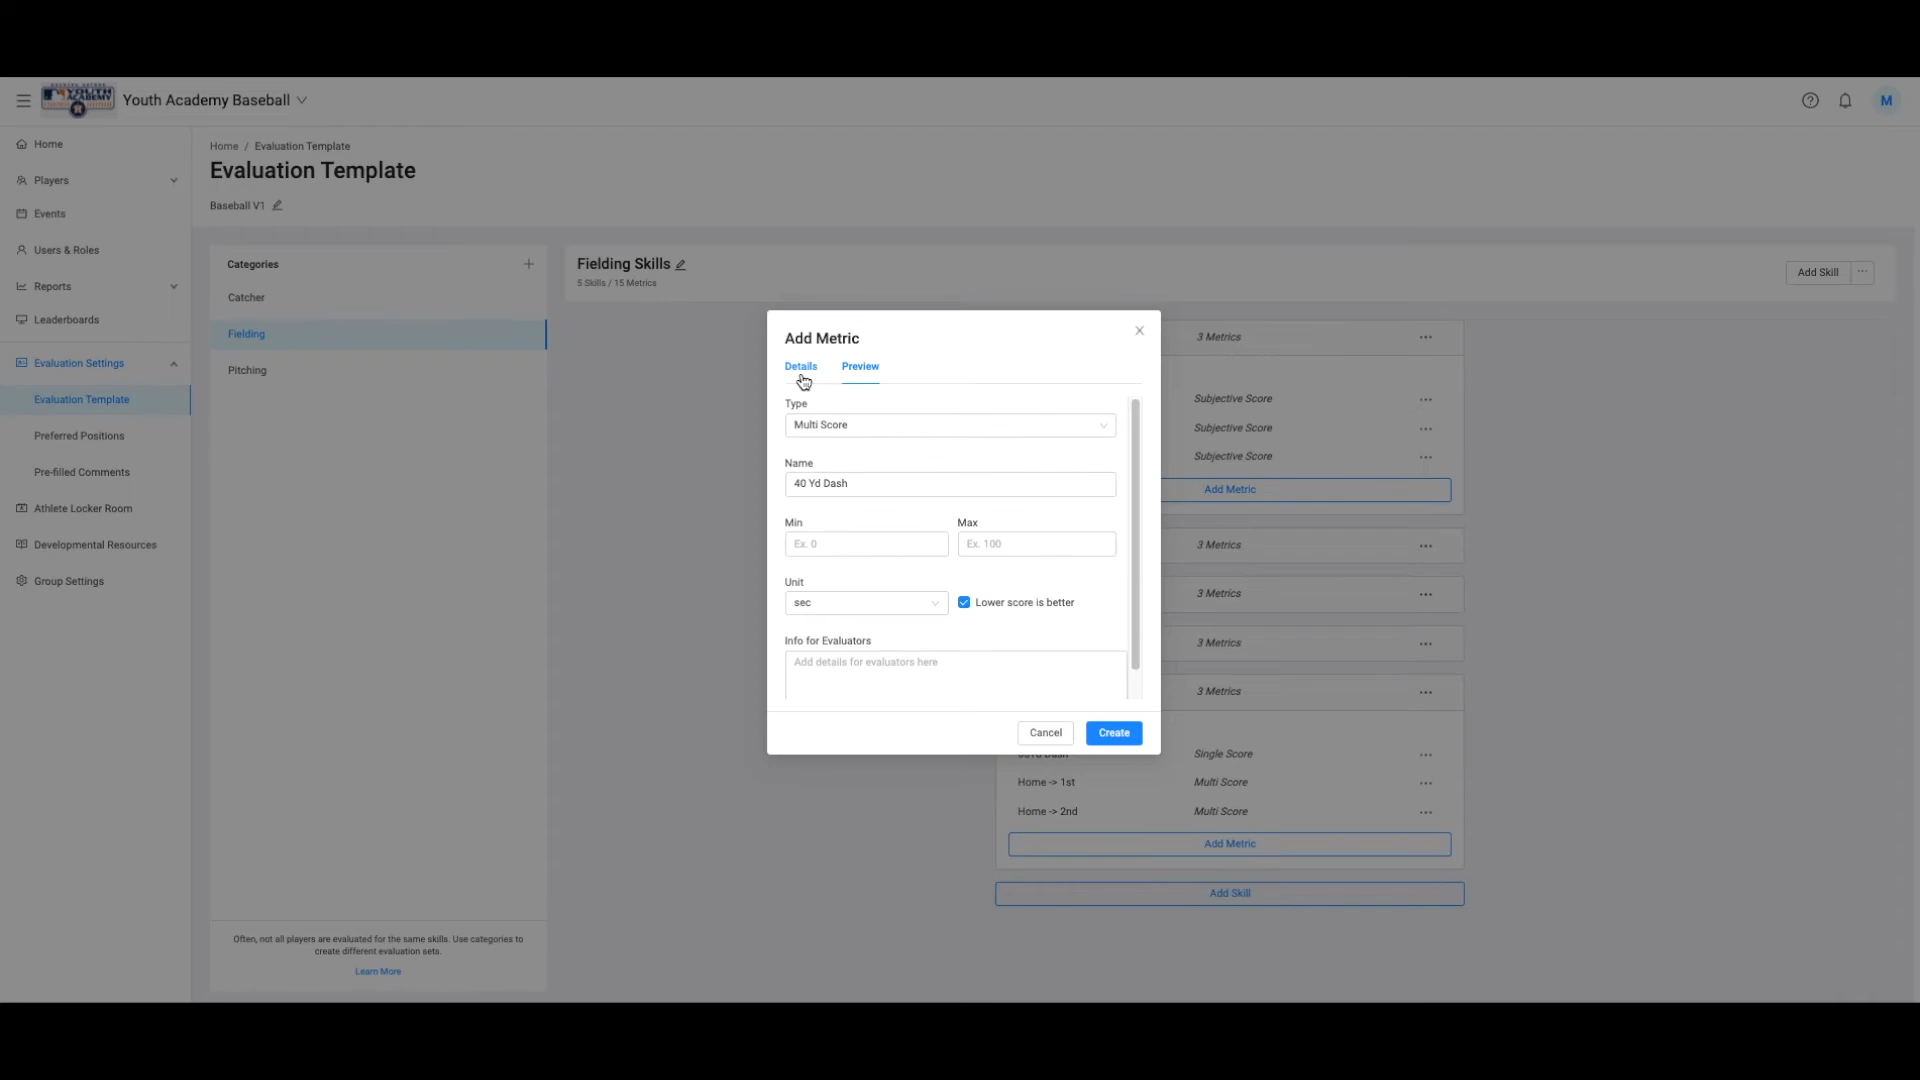 YOUTH
ACADEMY
Youth Academy Baseball
M
Home
Players
Events
Users & Roles
Reports
Leaderboards
Evaluation Settings
Evaluation Template
Preferred Positions
Pre-filled Comments
Athlete Locker Room
Developmental Resources
Group Settings
Home / Evaluation Template
Evaluation Template
Baseball V1
Categories
Catcher
Fielding
Pitching
Often, not all players are evaluated for the same skills. Use categories to
create different evaluation sets.
Learn More
Fielding Skills
5 Skills / 15 Metrics
Add Skill
3 Metrics
Subjective Score
Subjective Score
Subjective Score
Add Metric
3 Metrics
3 Metrics
3 Metrics
3 Metrics
Single Score
Home -> 1st Multi Score
Home -> 2nd Multi Score
Add Metric
Add Skill
Add Metric
Details Preview
Type
Multi Score
Name
40 Yd Dash
Min Max
Ex. 0 Ex. 100
Unit
sec Lower score is better
Info for Evaluators
Add details for evaluators here
Cancel Create